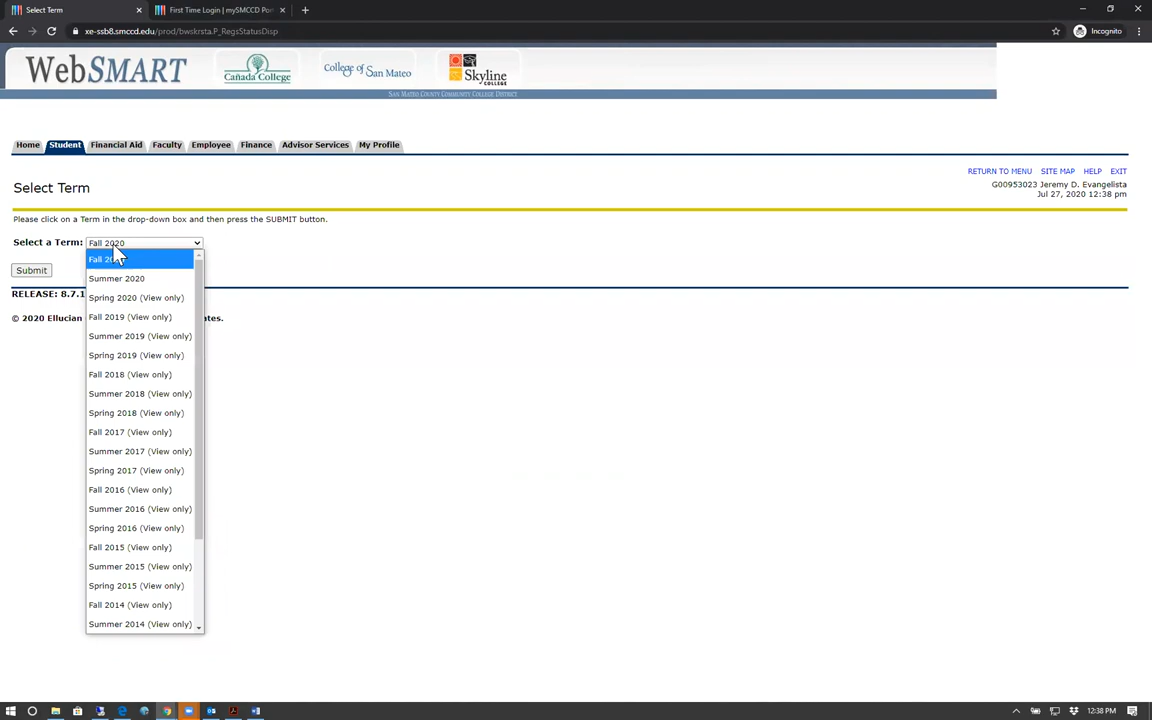 Select Term
First Time Login | mySMCCD Por
xe-ssb8.smccd.edu/prod/bwskrsta.P_RegsStatusDisp
Incognito
WebSMART
Cañada College
College of San Mateo
Skyline
COLLEGE
SAN MATEO COUNTY COMMUNITY COLLEGE DISTRICT
Home Student Financial Aid Faculty Employee Finance Advisor Services My Profile
RETURN TO MENU SITE MAP HELP EXIT
Select Term
G00953023 Jeremy D. Evangelista
Jul 27, 2020 12:38 pm
Please click on a Term in the drop-down box and then press the SUBMIT button.
Select a Term: Fall 2020
Fall
Submit
Summer 2020
RELEASE: 8.7.1
Spring 2020 (View only)
Fall 2019 (View only)
© 2020 Ellucian
Summer 2019 (View only)
Spring 2019 (View only)
Fall 2018 (View only)
Summer 2018 (View only)
Spring 2018 (View only)
Fall 2017 (View only)
Summer 2017 (View only)
Spring 2017 (View only)
Fall 2016 (View only)
Summer 2016 (View only)
Spring 2016 (View only)
Fall 2015 (View only)
Summer 2015 (View only)
Spring 2015 (View only)
Fall 2014 (View only)
Summer 2014 (View only)
12:38 PM